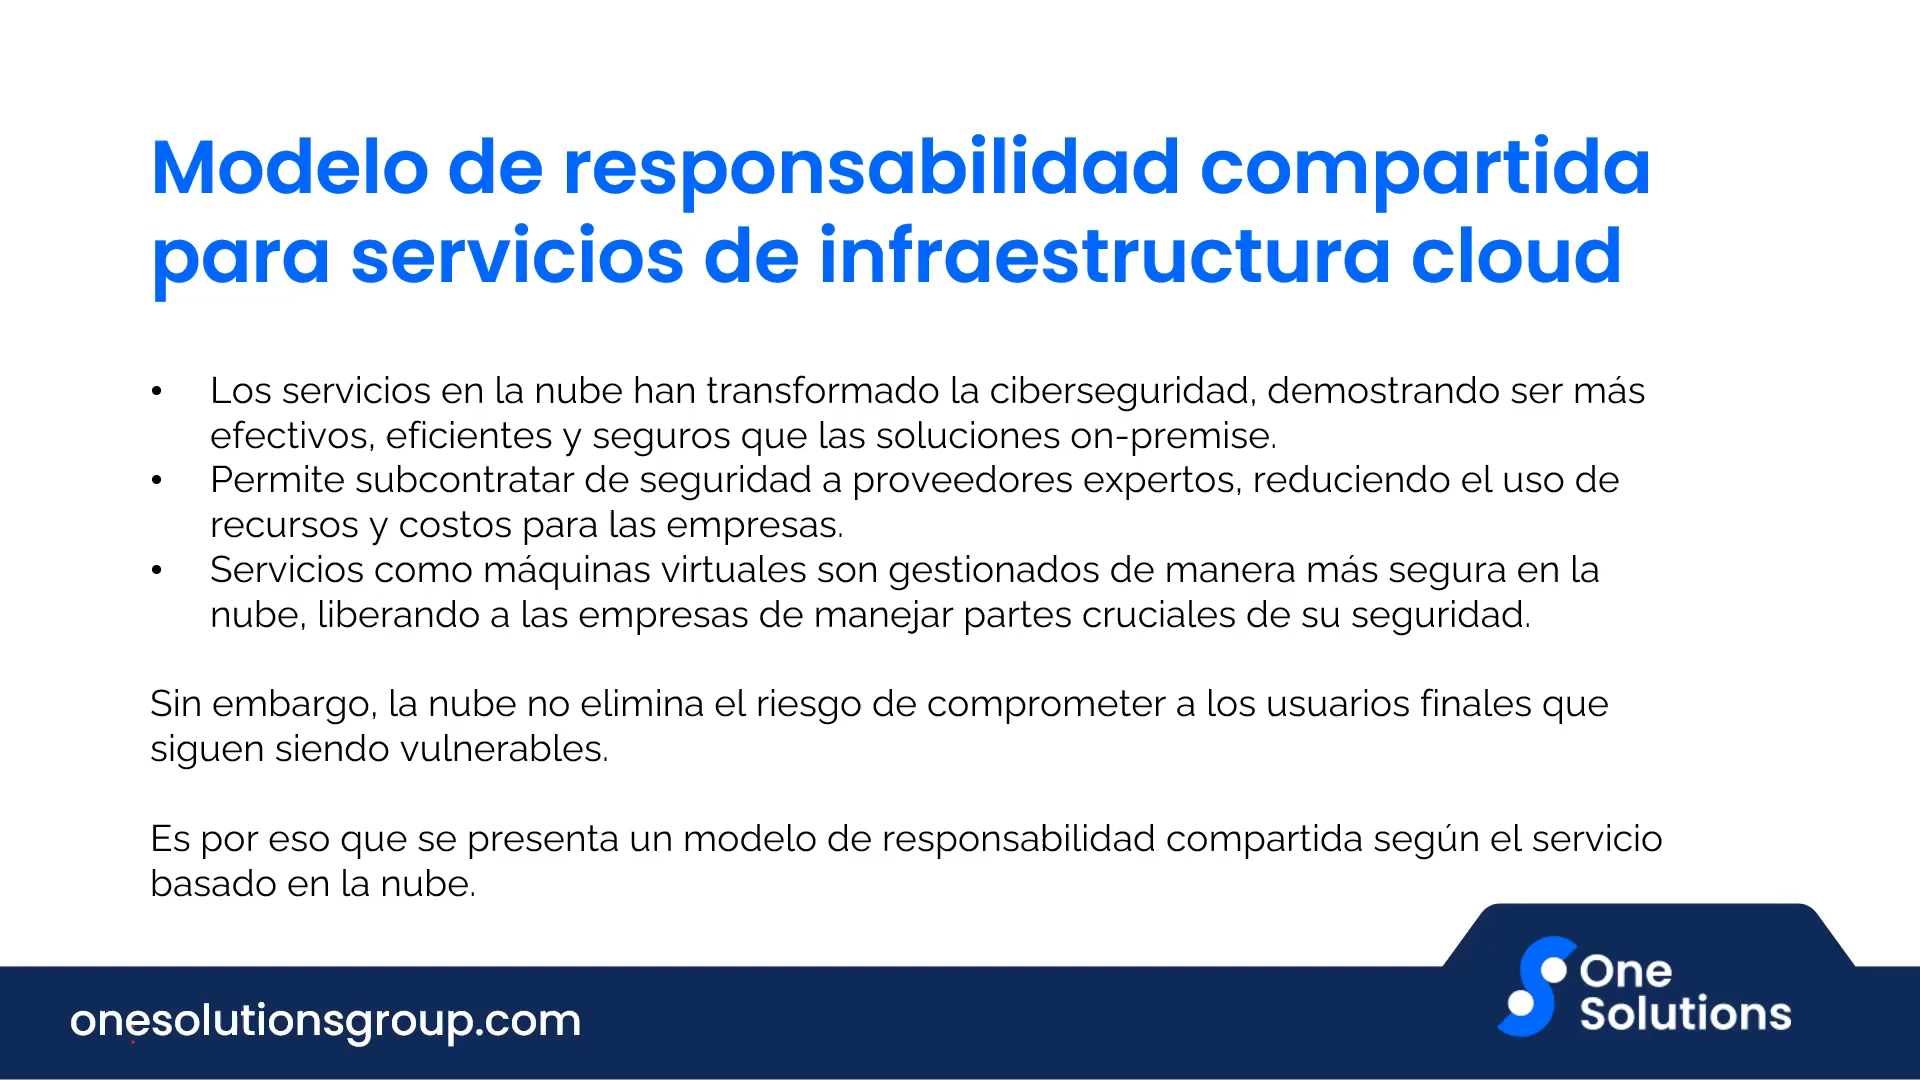 Modelo de responsabilidad compartida
para servicios de infraestructura cloud
• Los servicios en la nube han transformado la ciberseguridad, demostrando ser más
efectivos, eficientes y seguros que las soluciones on-premise.
• Permite subcontratar de seguridad a proveedores expertos, reduciendo el uso de
recursos y costos para las empresas.
• Servicios como máquinas virtuales son gestionados de manera más segura en la
nube, liberando a las empresas de manejar partes cruciales de su seguridad.
Sin embargo, la nube no elimina el riesgo de comprometer a los usuarios finales que
siguen siendo vulnerables.
Es por eso que se presenta un modelo de responsabilidad compartida según el servicio
basado en la nube.
onesolutionsgroup.com
One
Solutions